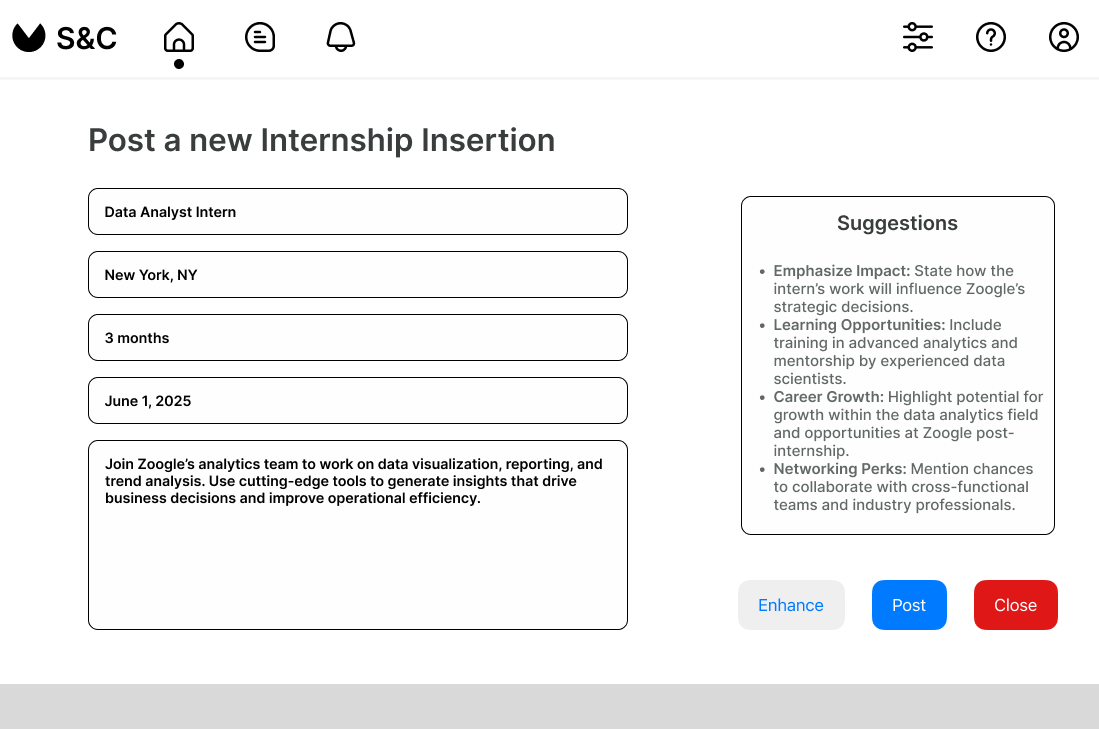 S&C
Post a new Internship Insertion
Data Analyst Intern
New York, NY
3 months
June 1, 2025
Join Zoogle’s analytics team to work on data visualization, reporting, and
trend analysis. Use cutting-edge tools to generate insights that drive
business decisions and improve operational efficiency.
Suggestions
• Emphasize Impact: State how the
intern’s work will influence Zoogle’s
strategic decisions.
• Learning Opportunities: Include
training in advanced analytics and
mentorship by experienced data
scientists.
• Career Growth: Highlight potential for
growth within the data analytics field
and opportunities at Zoogle post-
internship.
• Networking Perks: Mention chances
to collaborate with cross-functional
teams and industry professionals.
Enhance
Post
Close